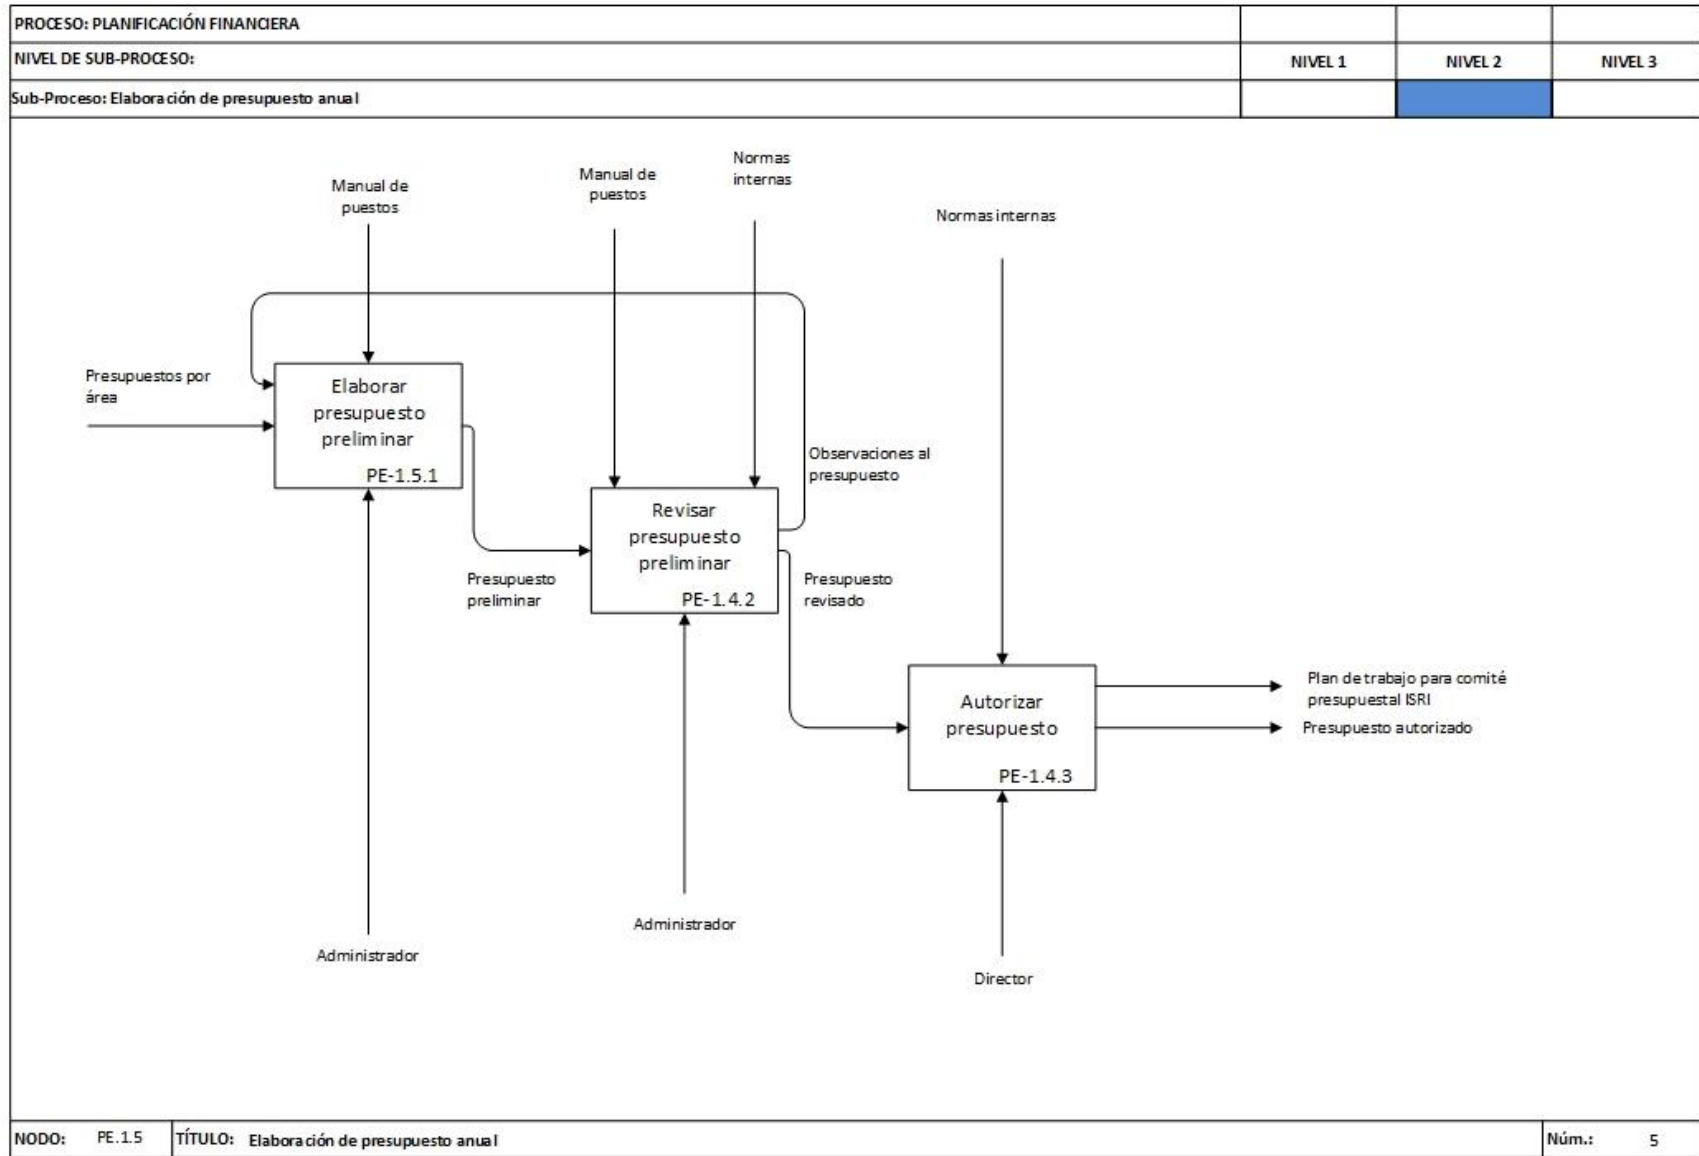 PROCESO: PLANIFICACIÓN FINANCIERA
NIVEL DE SUB-PROCESO:
NIVEL 1
NIVEL 2
NIVEL 3
Sub-Proceso: Elaboración de presupuesto anual
Manual de
puestos
Manual de
puestos
Normas
internas
Normas internas
Presupuestos por
área
Elaborar
presupuesto
preliminar
PE-1.5.1
Observaciones al
presupuesto
Revisar
presupuesto
preliminar
PE-1.4.2
Presupuesto
preliminar
Presupuesto
revisado
Autorizar
presupuesto
PE-1.4.3
Plan de trabajo para comité
presupuestal ISRI
Presupuesto autorizado
Administrador
Administrador
Director
NODO: PE.1.5
TÍTULO: Elaboración de presupuesto anual
Núm.: 5